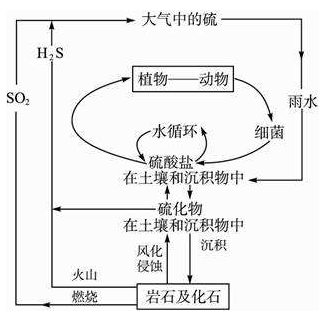 大气中的硫
H₂S
植物——动物
SO₂
雨水
水循环
细菌
硫酸盐
在土壤和沉积物中
硫化物
在土壤和沉积物中
风化
侵蚀
沉积
火山
燃烧
岩石及化石